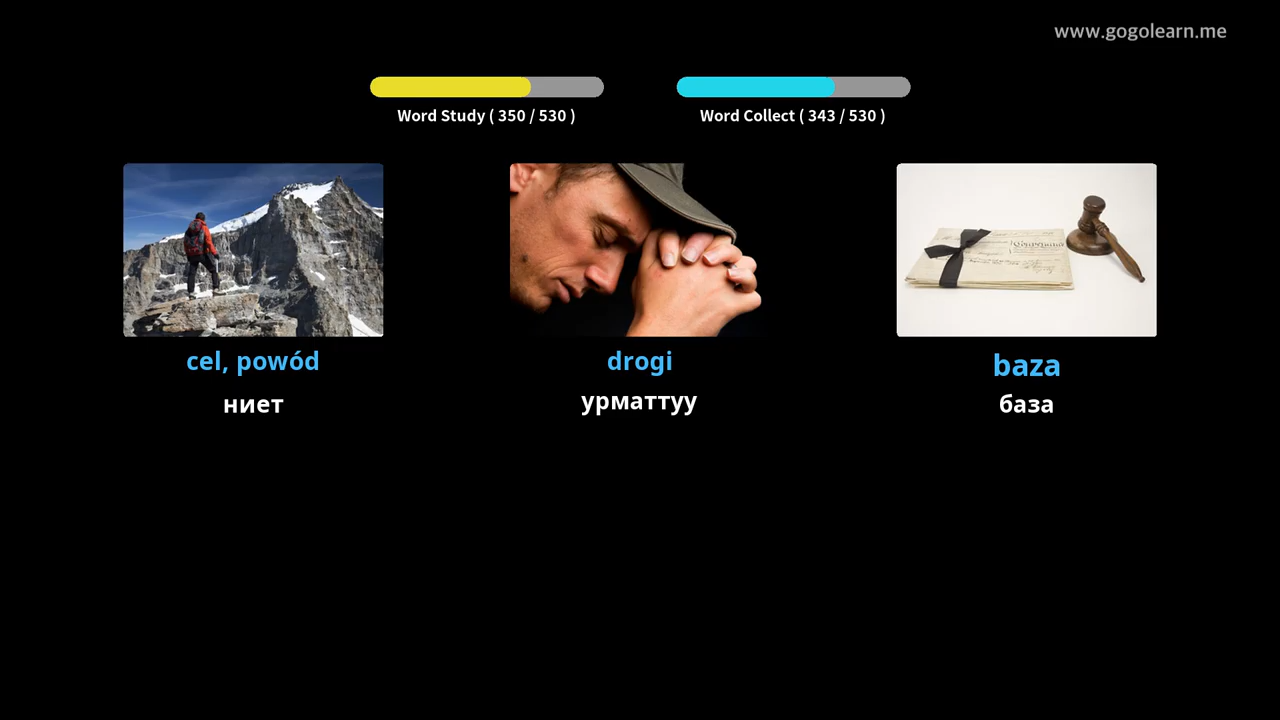 www.gogolearn.me
Word Study ( 350 / 530 )
Word Collect ( 343 / 530 )
cel, powód
drogi
baza
ниет
урматтуу
база